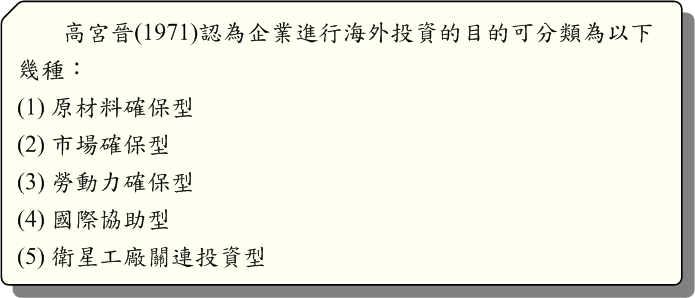 高宮晉(1971)認為企業進行海外投資的目的可分類為以下
幾種：
(1) 原材料確保型
(2) 市場確保型
(3) 勞動力確保型
(4) 國際協助型
(5) 衛星工廠關連投資型